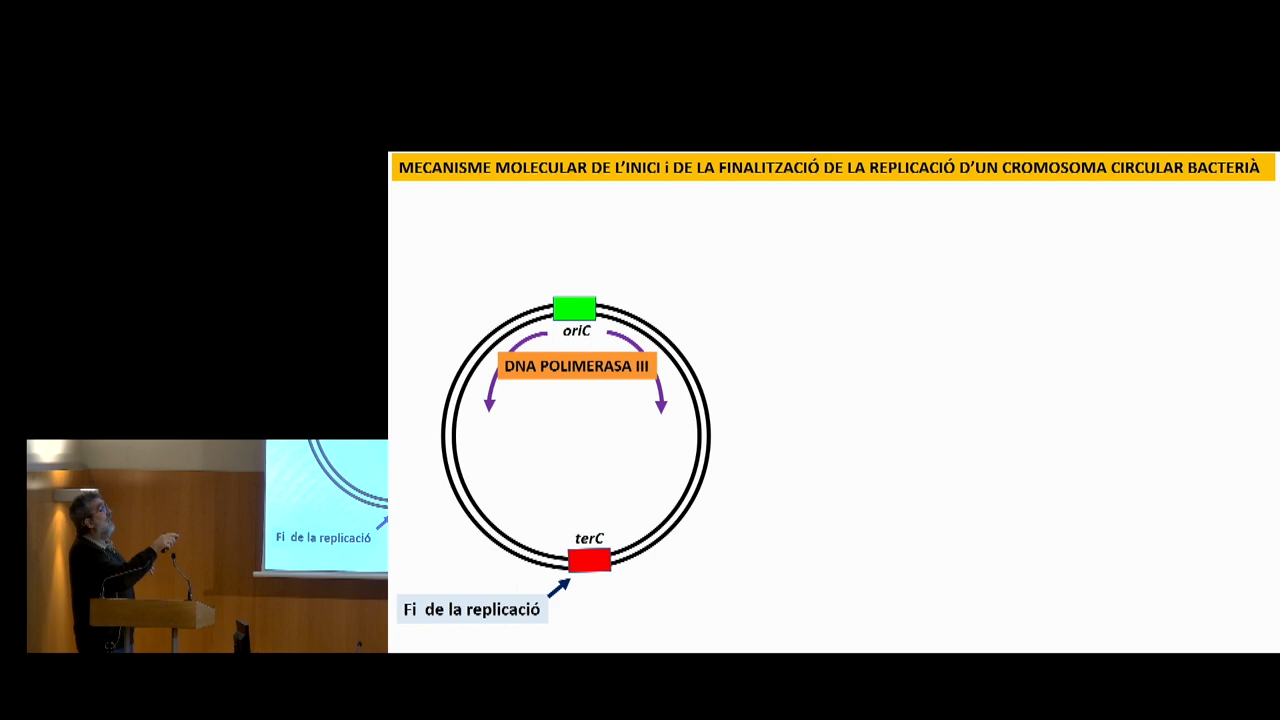 MECANISME MOLECULAR DE L'INICI i DE LA FINALITZACIÓ DE LA REPLICACIÓ D'UN CROMOSOMA CIRCULAR BACTERIÀ
oriC
DNA POLIMERASA III
terC
Fi de la replicació
Fi de la replicació